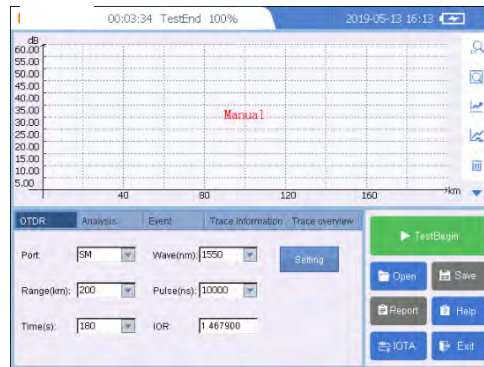 00:03:34 TestEnd 100% 2019-05-13 16:13
dB
60.00
55.00
50.00
45.00
40.00
35.00
30.00
25.00
20.00
15.00
10.00
5.00
Manual
40 80 120 160 km
OTDR Analysis Event Trace information Trace overview
Port: SM Wave(nm): 1550 Setting
Range(km): 200 Pulse(ns): 10000
Time(s): 180 IOR: 1.467900
TestBegin
Open Save
Report Help
IOTA Exit